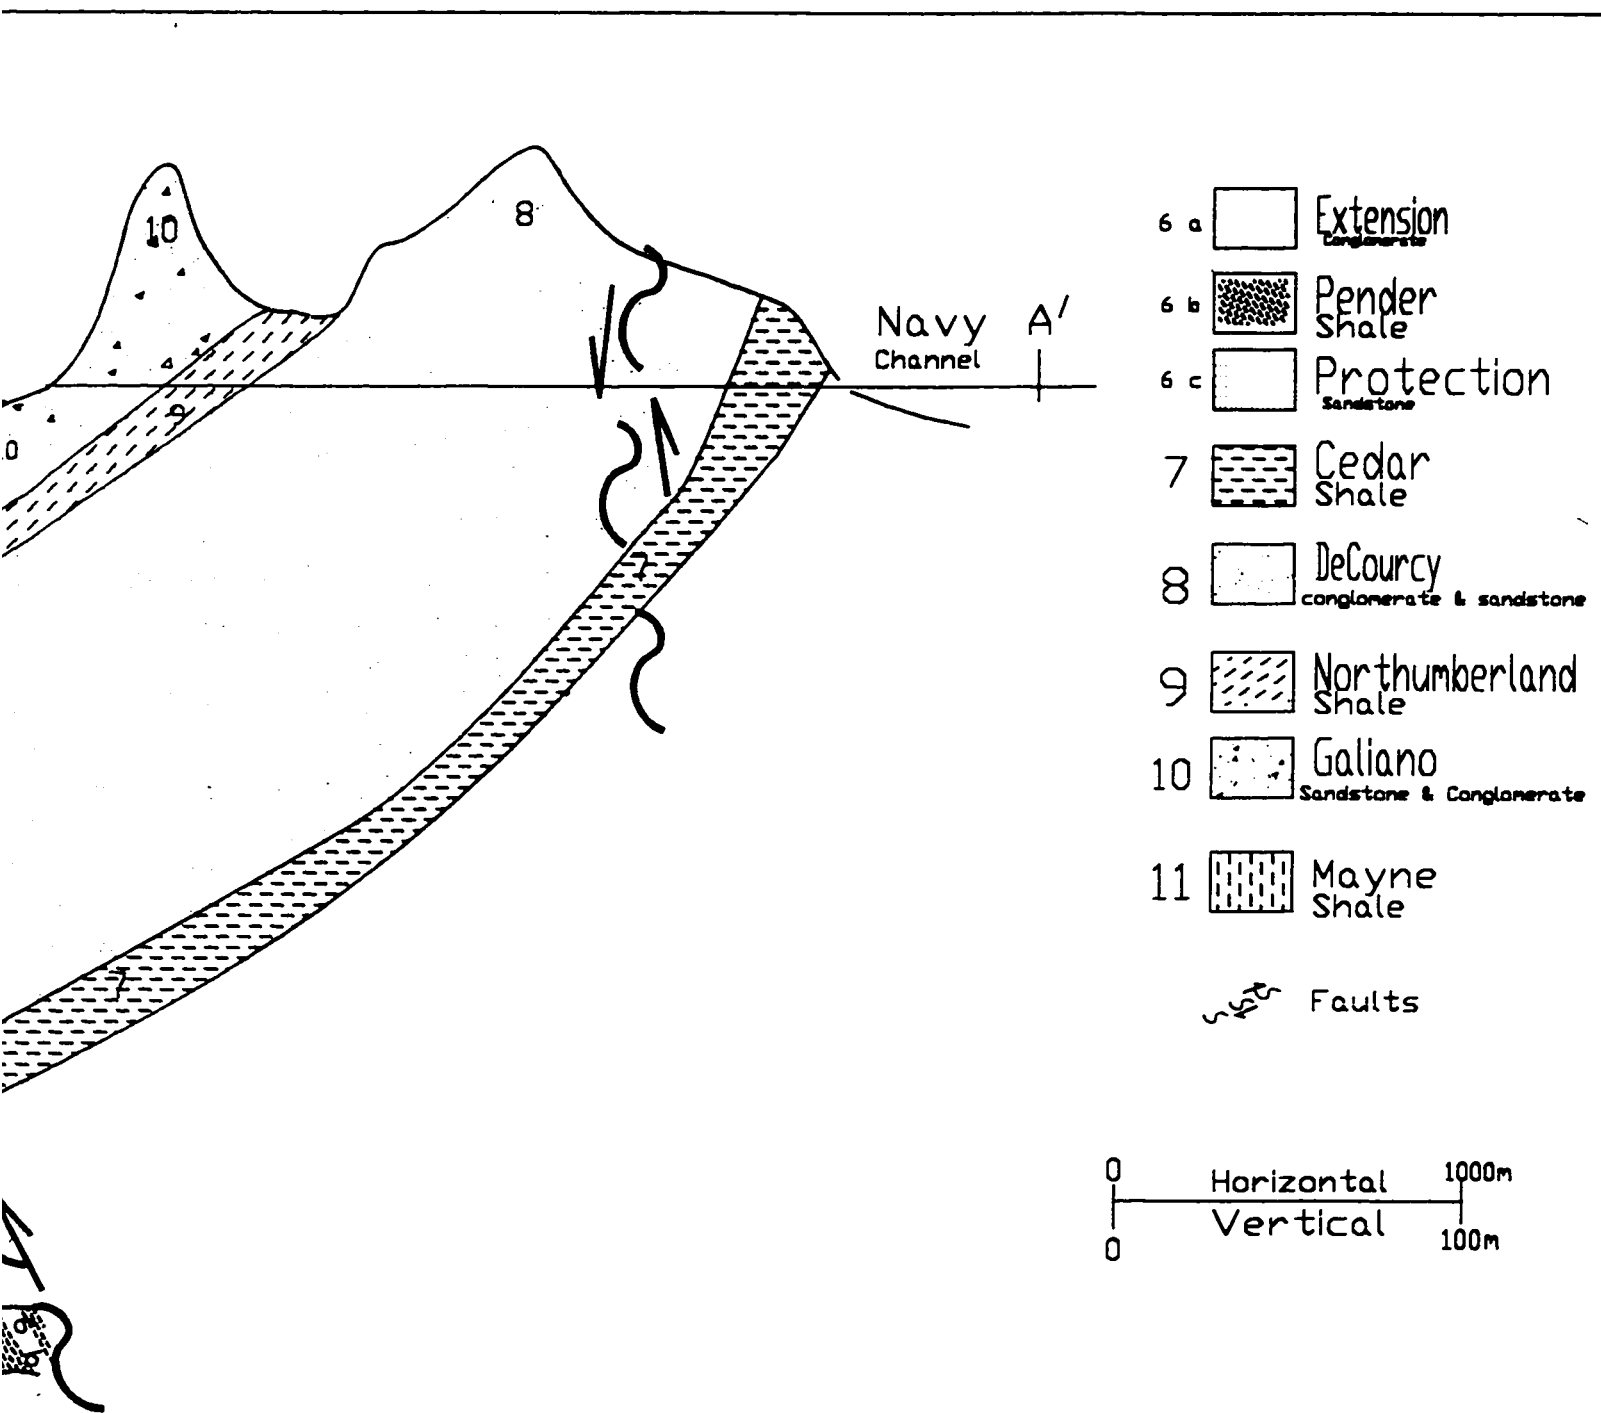 10
8
Navy A'
Channel
9
0
7
7
6 a Extension
Conglomerate
6 b Pender
Shale
6 c Protection
Sandstone
7 Cedar
Shale
8 DeCourcy
conglomerate & sandstone
9 Northumberland
Shale
10 Galiano
Sandstone & Conglomerate
11 Mayne
Shale
Faults
0 Horizontal 1000m
0 Vertical 100m